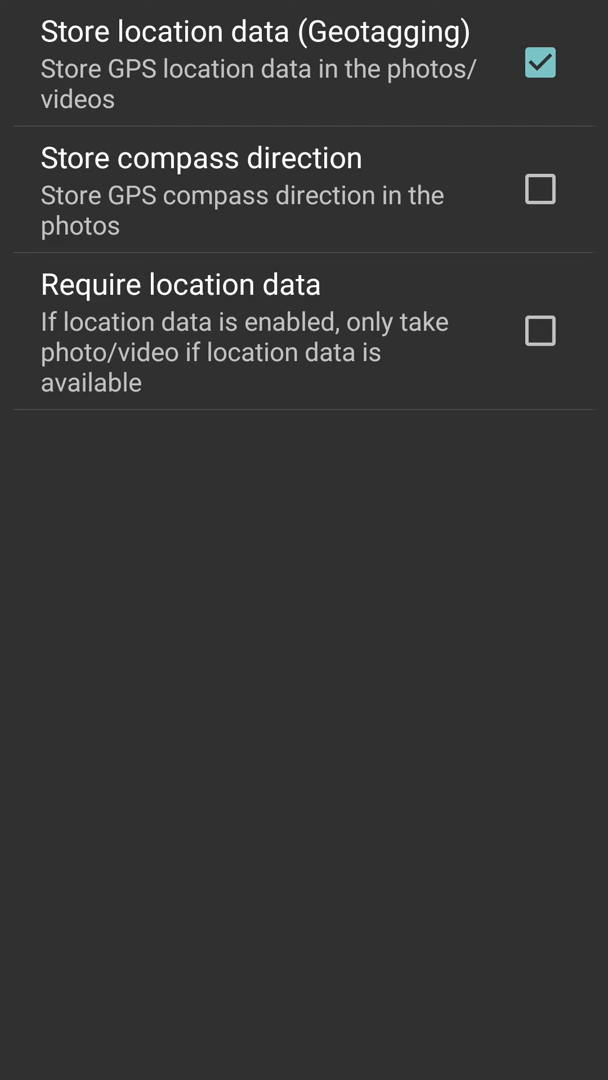 Store location data (Geotagging)
Store GPS location data in the photos/
videos
Store compass direction
Store GPS compass direction in the
photos
Require location data
If location data is enabled, only take
photo/video if location data is
available